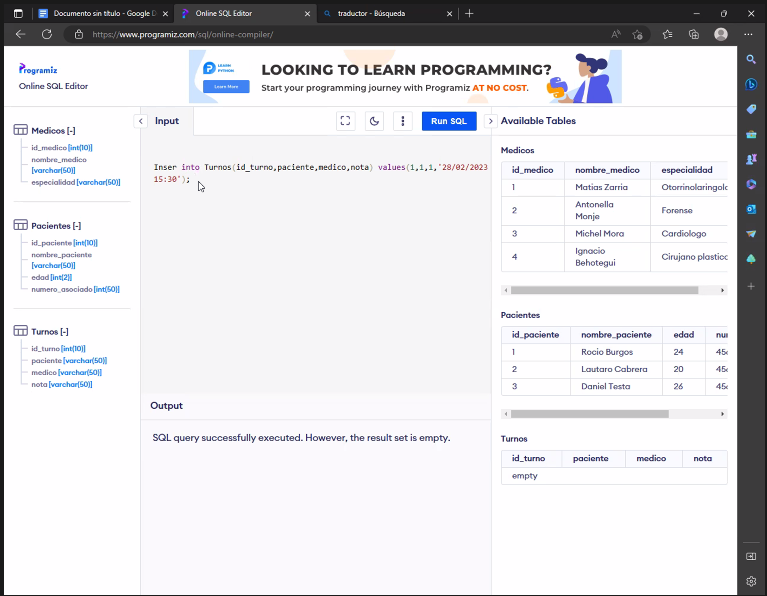 Documento sin título - Google D
Online SQL Editor
traductor - Búsqueda
https://www.programiz.com/sql/online-compiler/
Programiz
Online SQL Editor
LEARN PYTHON
Learn More
LOOKING TO LEARN PROGRAMMING?
Start your programming journey with Programiz AT NO COST.
Input
Run SQL
Available Tables
Medicos [-]
id_medico [int(10)]
nombre_medico
[varchar(50)]
especialidad [varchar(50)]
Pacientes [-]
id_paciente [int(10)]
nombre_paciente
[varchar(50)]
edad [int(2)]
numero_asociado [int(50)]
Turnos [-]
id_turno [int(10)]
paciente [varchar(50)]
medico [varchar(50)]
nota [varchar(50)]
Inser into Turnos(id_turno,paciente,medico,nota) values(1,1,1,'28/02/2023
15:30');
Output
SQL query successfully executed. However, the result set is empty.
Medicos
id_medico nombre_medico especialidad
1 Matias Zarria Otorrinolaringolo
2 Antonella Monje Forense
3 Michel Mora Cardiologo
4 Ignacio Behotegui Cirujano plastico
Pacientes
id_paciente nombre_paciente edad nu
1 Rocio Burgos 24 45
2 Lautaro Cabrera 20 45
3 Daniel Testa 26 45
Turnos
id_turno paciente medico nota
empty